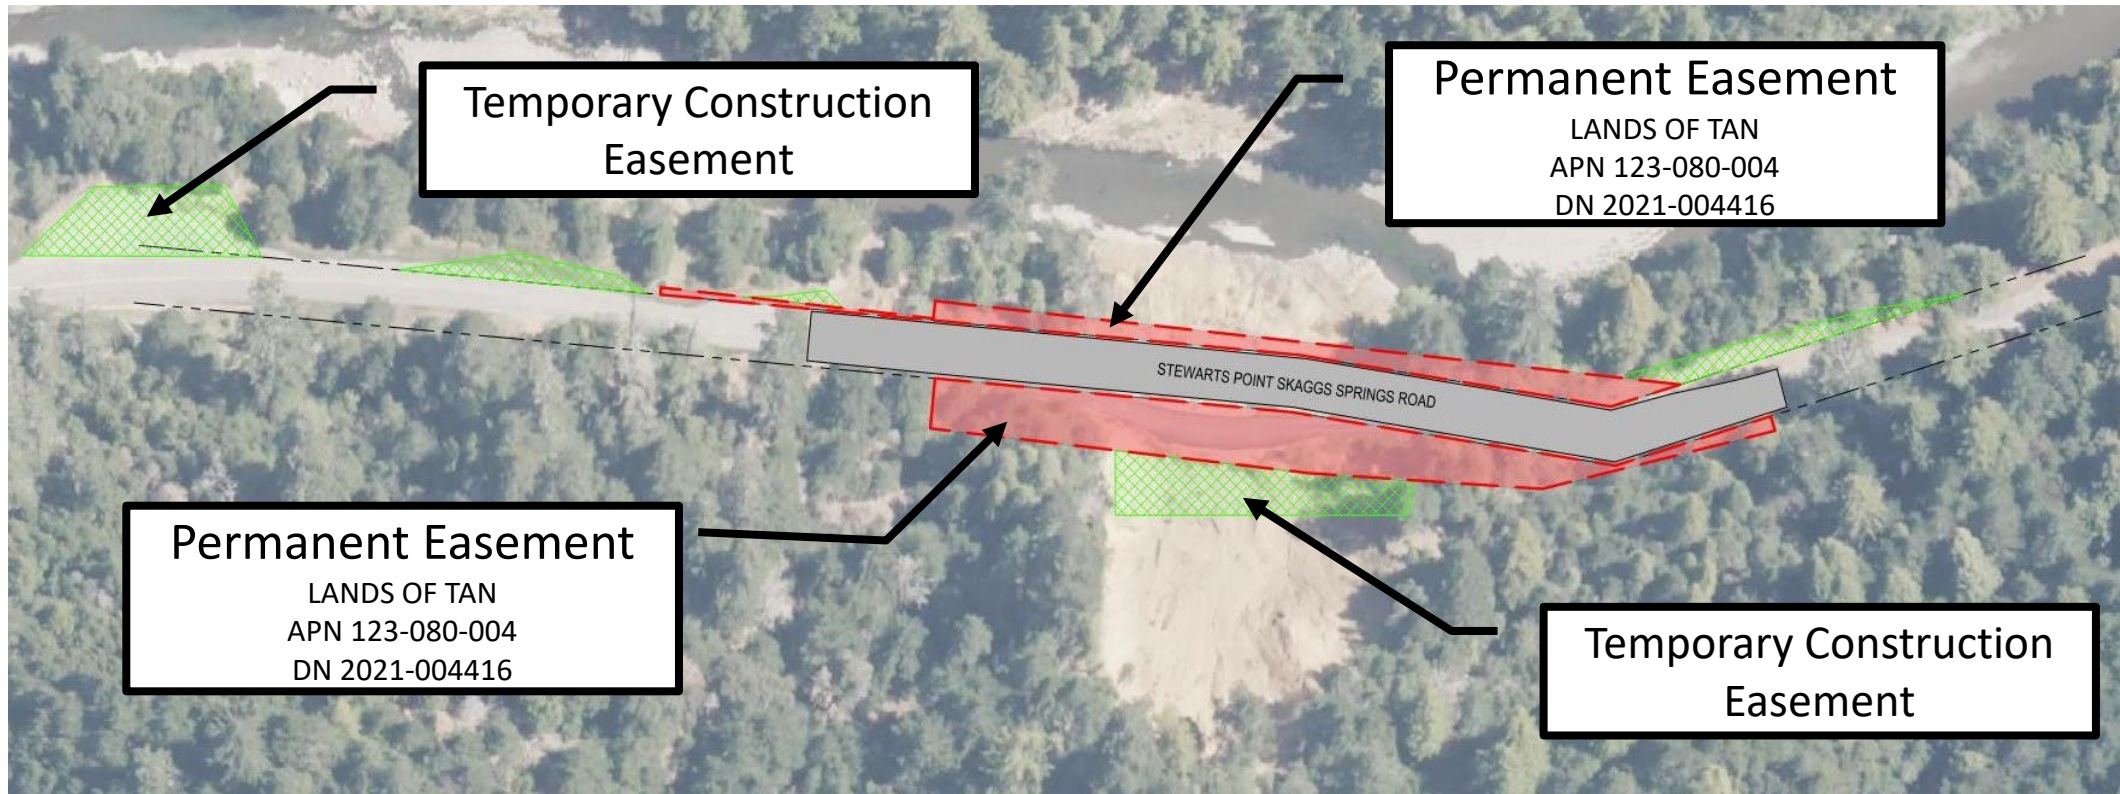 Temporary Construction
Easement
Permanent Easement
LANDS OF TAN
APN 123-080-004
DN 2021-004416
STEWARTS POINT SKAGGS SPRINGS ROAD
Permanent Easement
LANDS OF TAN
APN 123-080-004
DN 2021-004416
Temporary Construction
Easement